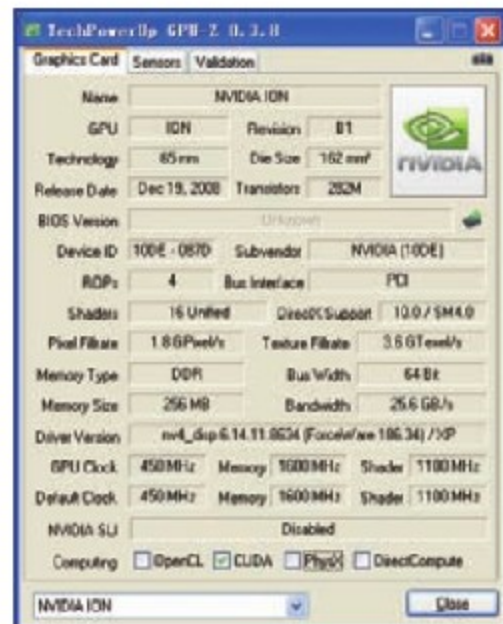 TechPowerUp GPU-Z 0.3.8
Graphics Card Sensors Validation
Name NVIDIA ION
GPU ION Revision B1
Technology 65 nm Die Size 162 mm²
Release Date Dec 19, 2008 Transistors 282M
NVIDIA
BIOS Version Unknown
Device ID 10DE - 087D Subvendor NVIDIA (10DE)
ROPs 4 Bus Interface PCI
Shaders 16 Unified DirectX Support 10.0 / SM4.0
Pixel Fillrate 1.8 GPixel/s Texture Fillrate 3.6 GTexel/s
Memory Type DDR Bus Width 64 Bit
Memory Size 256 MB Bandwidth 25.6 GB/s
Driver Version nv4_disp 6.14.11.8634 (ForceWare 186.34) / XP
GPU Clock 450 MHz Memory 1600 MHz Shader 1100 MHz
Default Clock 450 MHz Memory 1600 MHz Shader 1100 MHz
NVIDIA SLI Disabled
Computing OpenCL CUDA PhysX DirectCompute
NVIDIA ION Close